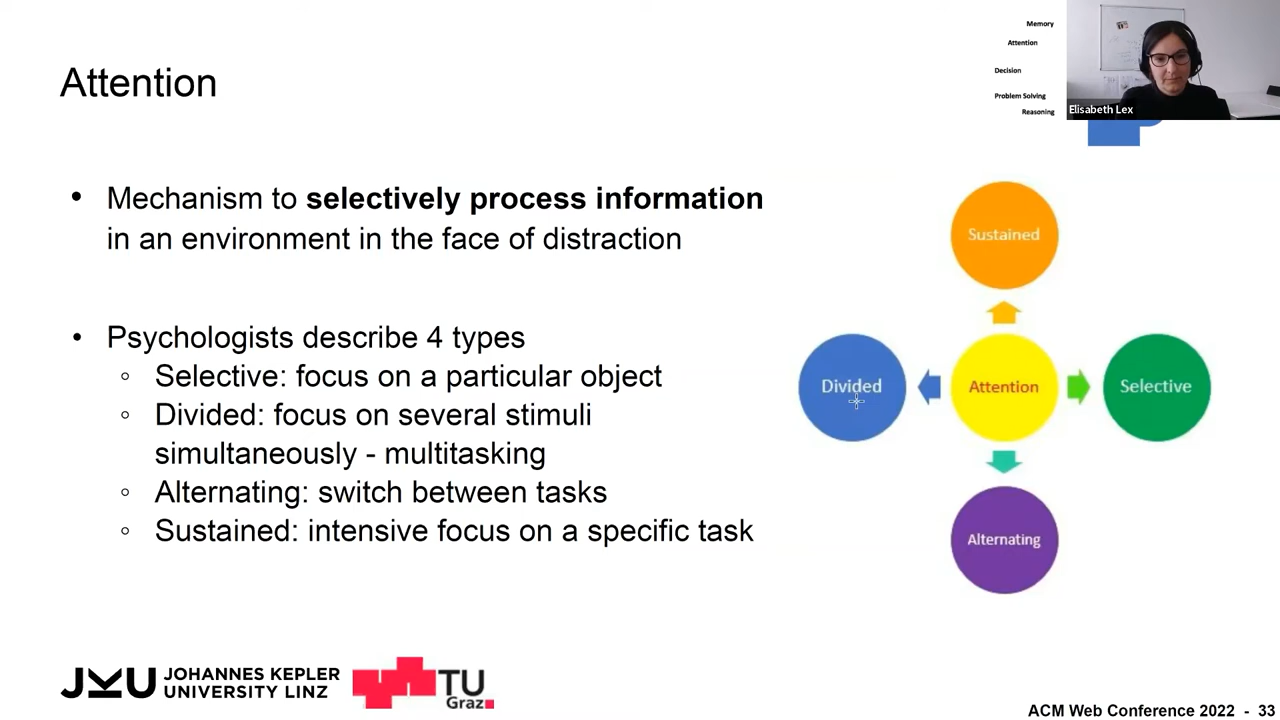 Memory
Attention
Decision
Problem Solving
Reasoning
Elisabeth Lex
Attention
• Mechanism to selectively process information
in an environment in the face of distraction
• Psychologists describe 4 types
◦ Selective: focus on a particular object
◦ Divided: focus on several stimuli
simultaneously - multitasking
◦ Alternating: switch between tasks
◦ Sustained: intensive focus on a specific task
Sustained
Divided
Attention
Selective
Alternating
JKU JOHANNES KEPLER
UNIVERSITY LINZ
TU
Graz
ACM Web Conference 2022 - 33